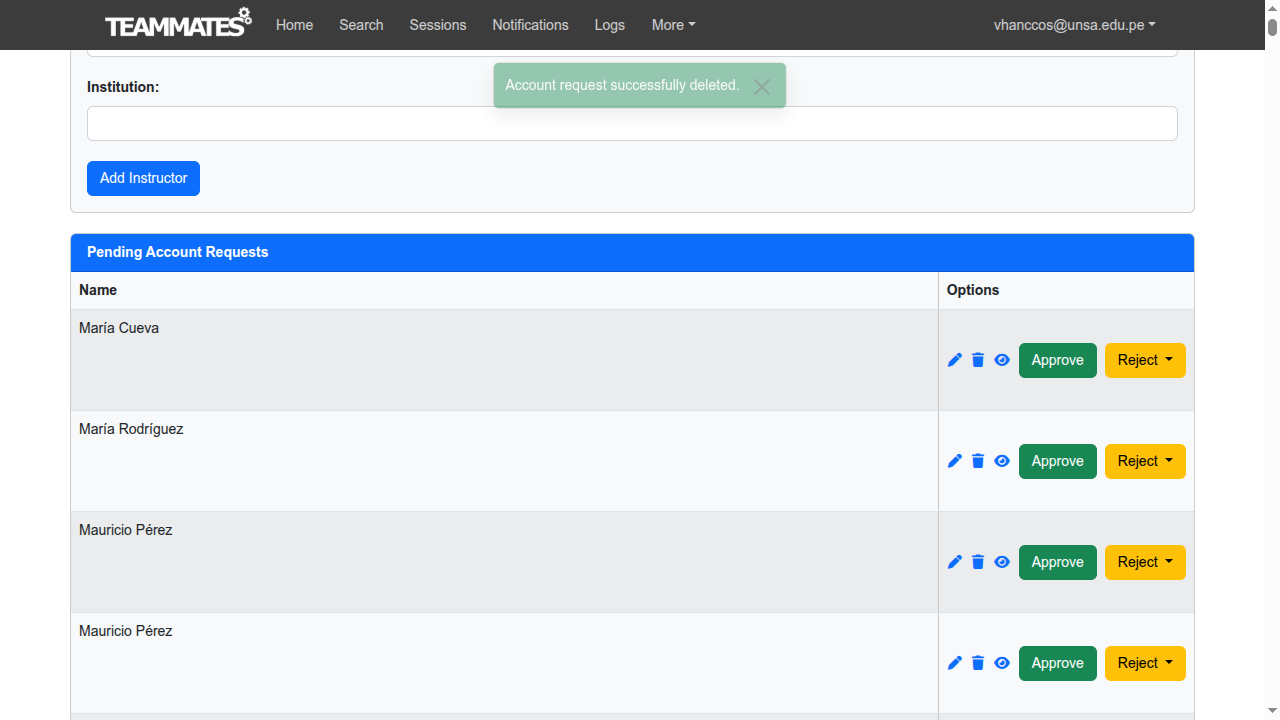 TEAMMATES Home Search Sessions Notifications Logs More vhanccos@unsa.edu.pe
Account request successfully deleted.
Institution:
Add Instructor
Pending Account Requests
Name Options
María Cueva
Approve Reject
María Rodríguez
Approve Reject
Mauricio Pérez
Approve Reject
Mauricio Pérez
Approve Reject